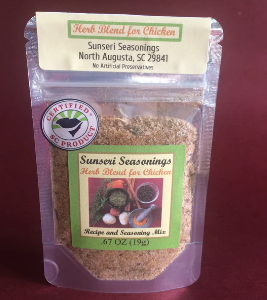 Herb Blend for Chicken
Sunseri Seasonings
North Augusta, SC 29841
No Artificial Preservatives
CERTIFIED
SC PRODUCT
Sunseri Seasonings
Herb Blend for Chicken
Recipe and Seasoning Mix
.67 OZ (19g)